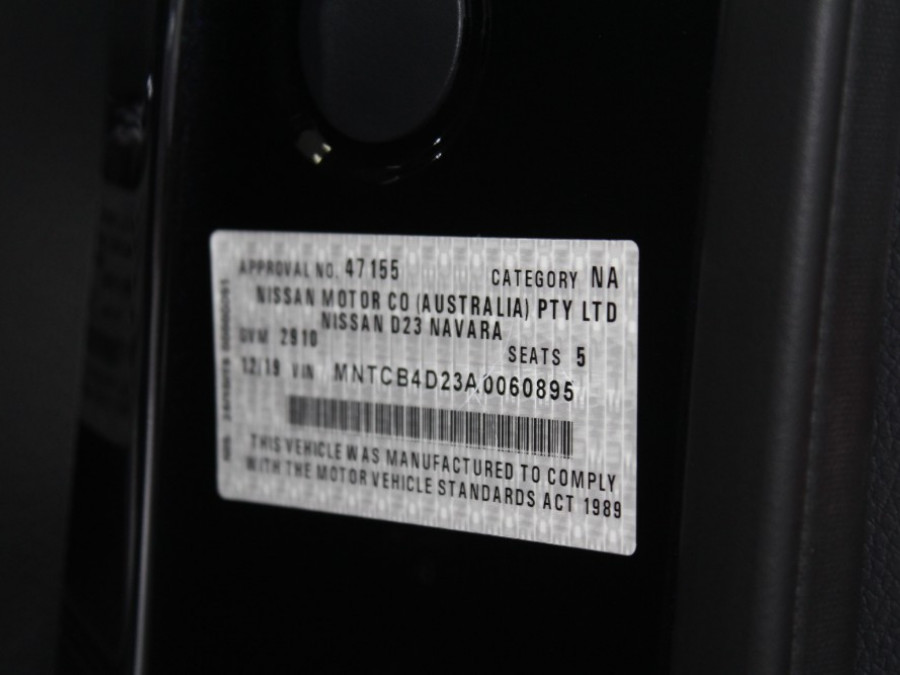 APPROVAL NO. 47155 CATEGORY NA
NISSAN MOTOR CO (AUSTRALIA) PTY LTD
NISSAN D23 NAVARA
GVM 2910 SEATS 5
12/19 VIN MNTCB4D23A0060895
THIS VEHICLE WAS MANUFACTURED TO COMPLY
WITH THE MOTOR VEHICLE STANDARDS ACT 1989